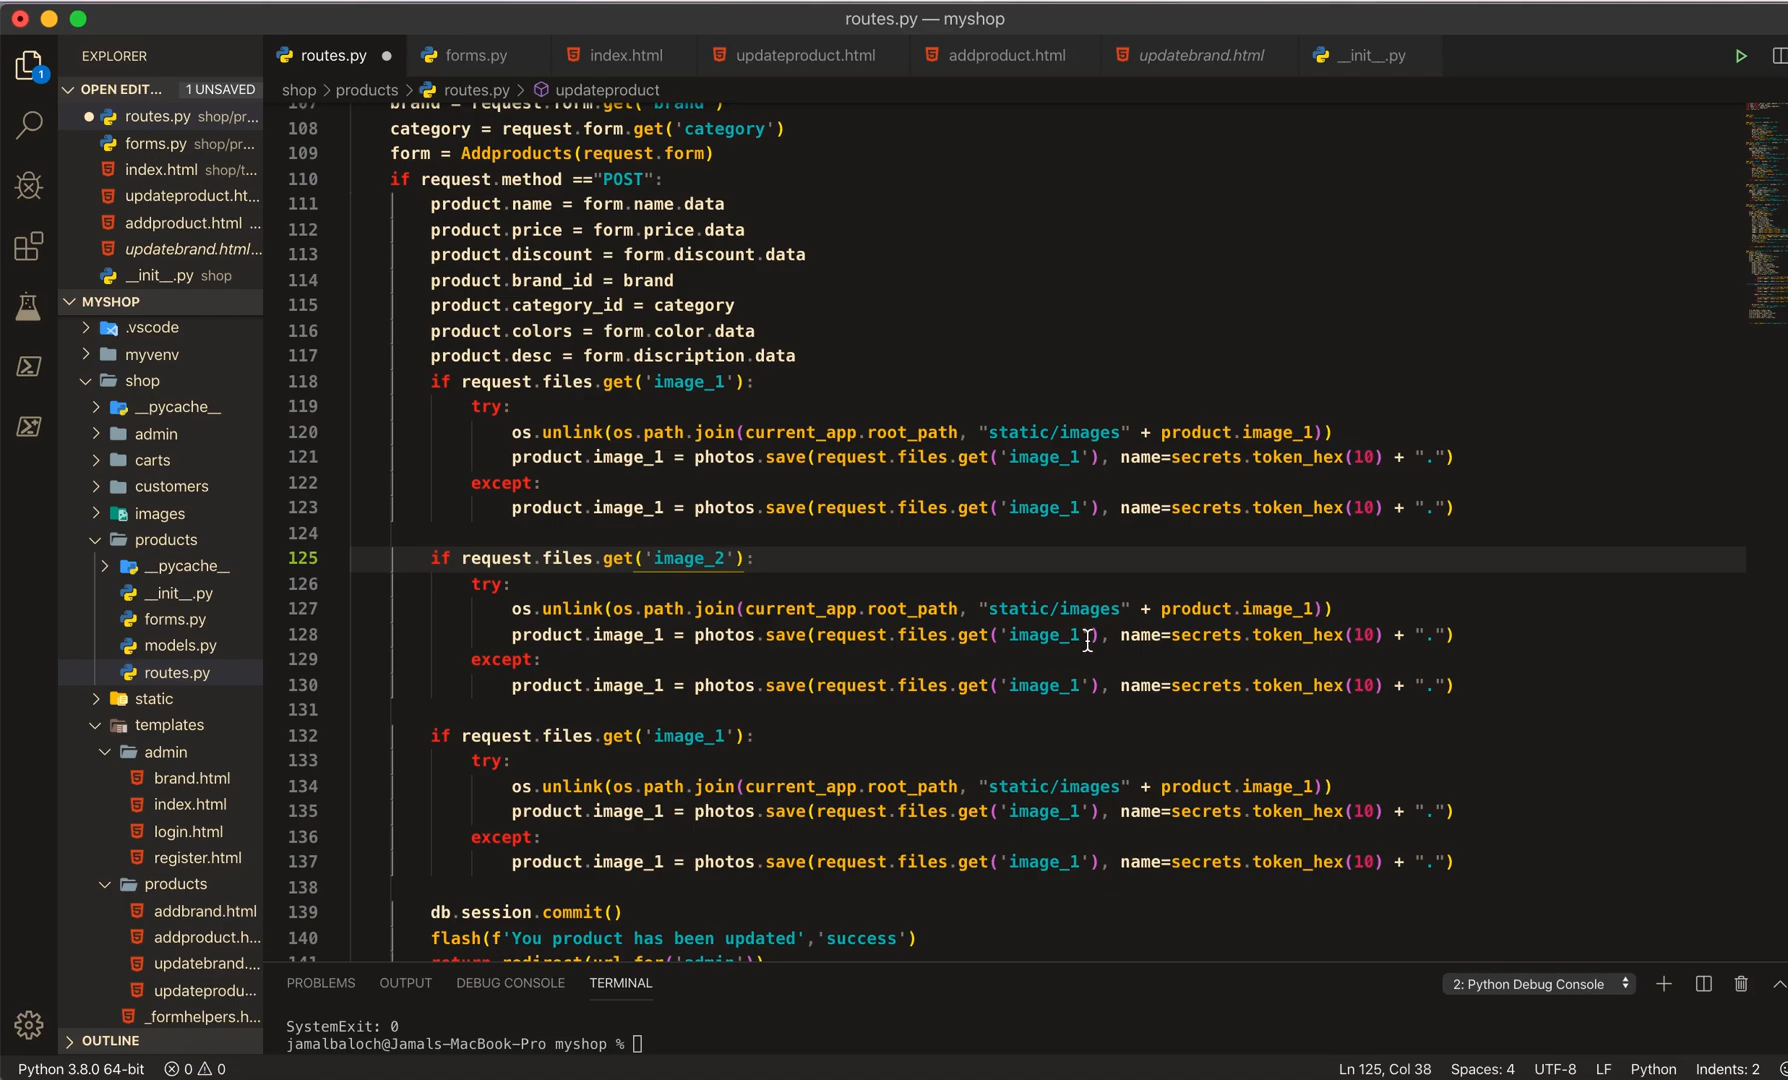 routes.py — myshop
1
EXPLORER
OPEN EDIT... 1 UNSAVED
routes.py shop/pr...
forms.py shop/pr...
index.html shop/t...
updateproduct.ht...
addproduct.html ...
updatebrand.html...
__init__.py shop
MYSHOP
.vscode
myvenv
shop
__pycache__
admin
carts
customers
images
products
__pycache__
__init__.py
forms.py
models.py
routes.py
static
templates
admin
brand.html
index.html
login.html
register.html
products
addbrand.html
addproduct.h...
updatebrand....
updateprodu...
_formhelpers.h...
OUTLINE
routes.py forms.py index.html updateproduct.html addproduct.html updatebrand.html __init__.py
shop > products > routes.py > updateproduct
107 brand = request.form.get('brand')
108 category = request.form.get('category')
109 form = Addproducts(request.form)
110 if request.method =="POST":
111 product.name = form.name.data
112 product.price = form.price.data
113 product.discount = form.discount.data
114 product.brand_id = brand
115 product.category_id = category
116 product.colors = form.color.data
117 product.desc = form.discription.data
118 if request.files.get('image_1'):
119 try:
120 os.unlink(os.path.join(current_app.root_path, "static/images" + product.image_1))
121 product.image_1 = photos.save(request.files.get('image_1'), name=secrets.token_hex(10) + ".")
122 except:
123 product.image_1 = photos.save(request.files.get('image_1'), name=secrets.token_hex(10) + ".")
124
125 if request.files.get('image_2'):
126 try:
127 os.unlink(os.path.join(current_app.root_path, "static/images" + product.image_1))
128 product.image_1 = photos.save(request.files.get('image_1'), name=secrets.token_hex(10) + ".")
129 except:
130 product.image_1 = photos.save(request.files.get('image_1'), name=secrets.token_hex(10) + ".")
131
132 if request.files.get('image_1'):
133 try:
134 os.unlink(os.path.join(current_app.root_path, "static/images" + product.image_1))
135 product.image_1 = photos.save(request.files.get('image_1'), name=secrets.token_hex(10) + ".")
136 except:
137 product.image_1 = photos.save(request.files.get('image_1'), name=secrets.token_hex(10) + ".")
138
139 db.session.commit()
140 flash(f'You product has been updated','success')
141 return redirect(url_for('admin'))
PROBLEMS OUTPUT DEBUG CONSOLE TERMINAL 2: Python Debug Console
SystemExit: 0
jamalbaloch@Jamals-MacBook-Pro myshop %
Python 3.8.0 64-bit 0 0 Ln 125, Col 38 Spaces: 4 UTF-8 LF Python Indents: 2